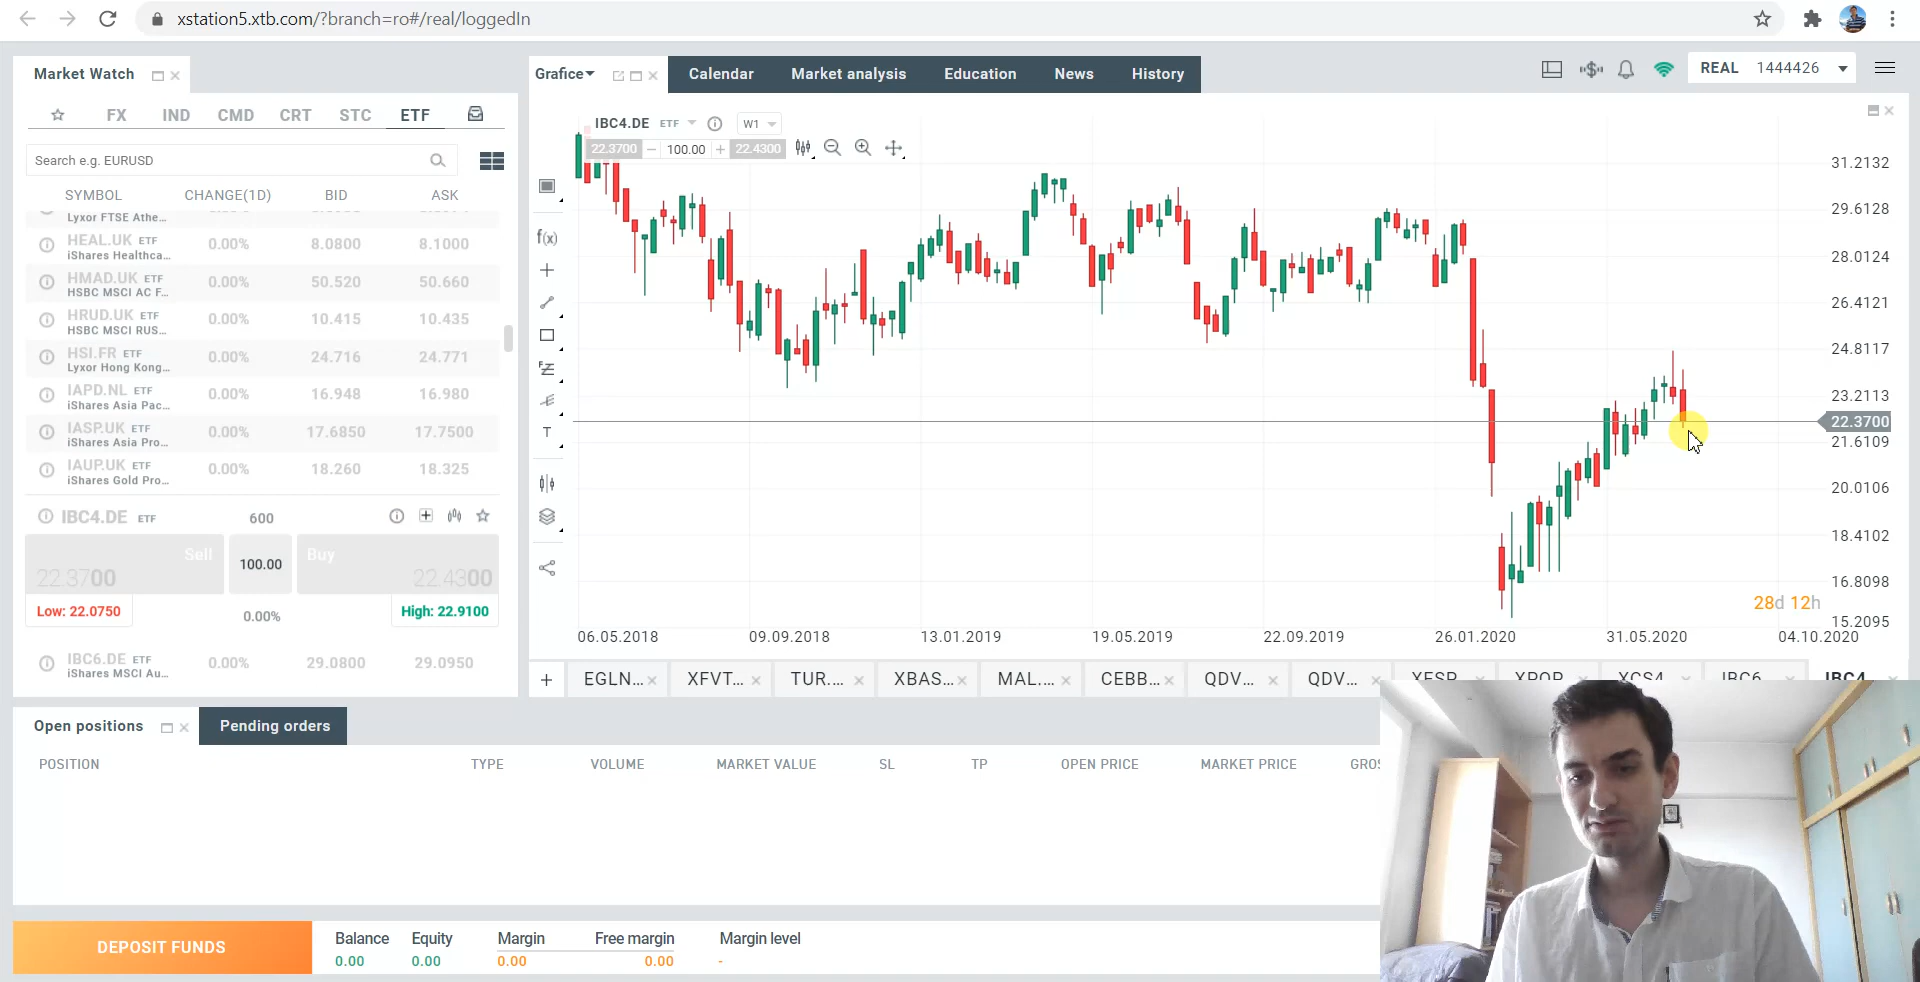 xstation5.xtb.com/?branch=ro#/real/loggedIn
Market Watch
Grafice
Calendar
Market analysis
Education
News
History
REAL 1444426
FX IND CMD CRT STC ETF
Search e.g. EURUSD
SYMBOL CHANGE(1D) BID ASK
Lyxor FTSE Athe...
HEAL.UK ETF 0.00% 8.0800 8.1000
iShares Healthca...
HMAD.UK ETF 0.00% 50.520 50.660
HSBC MSCI AC F...
HRUD.UK ETF 0.00% 10.415 10.435
HSBC MSCI RUS...
HSI.FR ETF 0.00% 24.716 24.771
Lyxor Hong Kong...
IAPD.NL ETF 0.00% 16.948 16.980
iShares Asia Pac...
IASP.UK ETF 0.00% 17.6850 17.7500
iShares Asia Pro...
IAUP.UK ETF 0.00% 18.260 18.325
iShares Gold Pro...
IBC4.DE ETF 600
Sell 100.00 Buy
22.3700 22.4300
Low: 22.0750 0.00% High: 22.9100
IBC6.DE ETF 0.00% 29.0800 29.0950
iShares MSCI Au...
IBC4.DE ETF W1
22.3700 100.00 22.4300
f(x)
T
31.2132
29.6128
28.0124
26.4121
24.8117
23.2113
22.3700
21.6109
20.0106
18.4102
16.8098
15.2095
28d 12h
06.05.2018 09.09.2018 13.01.2019 19.05.2019 22.09.2019 26.01.2020 31.05.2020 04.10.2020
EGLN... XFVT... TUR.... XBAS... MAL.... CEBB... QDV... QDV... XESP XCS4 IBC6 IBC4
Open positions
Pending orders
POSITION TYPE VOLUME MARKET VALUE SL TP OPEN PRICE MARKET PRICE GROS
DEPOSIT FUNDS
Balance Equity Margin Free margin Margin level
0.00 0.00 0.00 0.00 -